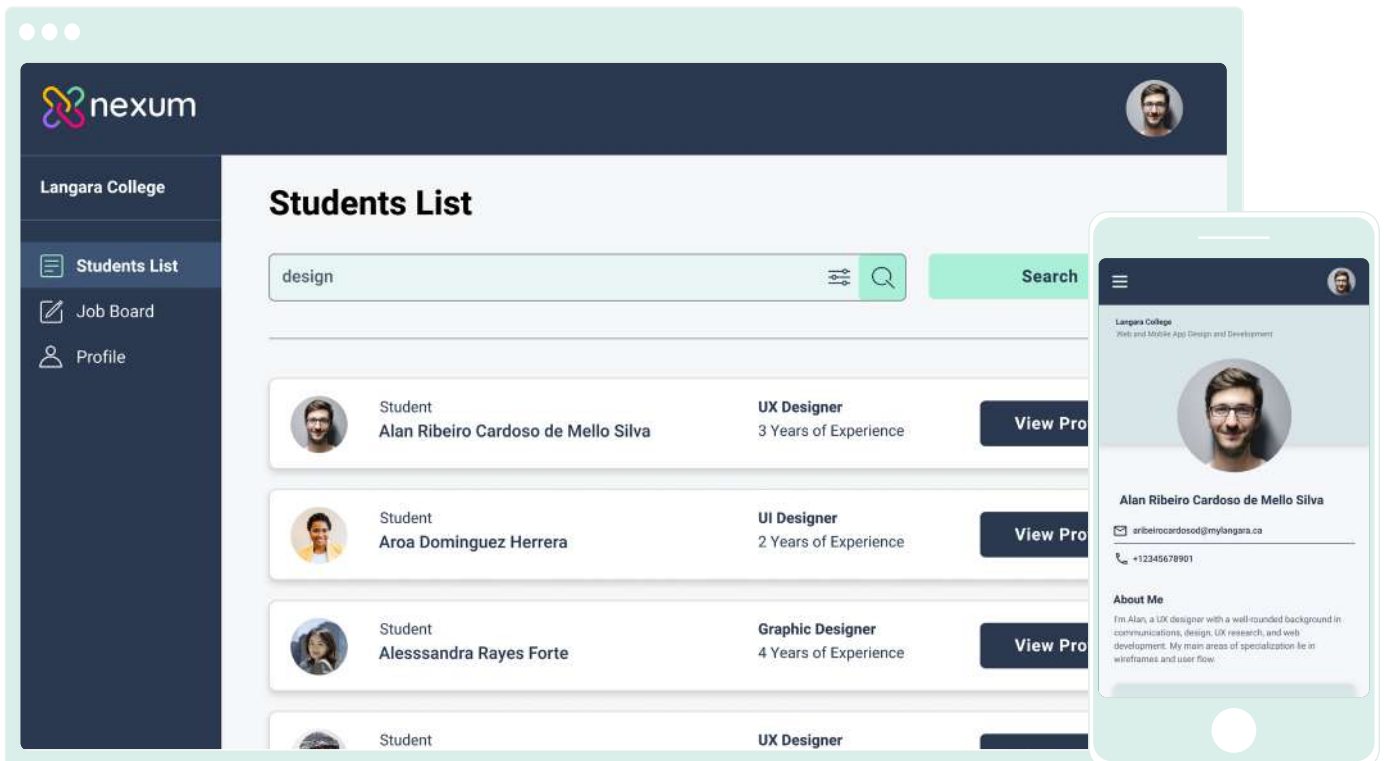 nexum
Langara College
Students List
Job Board
Profile
Students List
design
Search
Student
Alan Ribeiro Cardoso de Mello Silva
UX Designer
3 Years of Experience
View Pro
Student
Aroa Dominguez Herrera
UI Designer
2 Years of Experience
View Pro
Student
Alesssandra Rayes Forte
Graphic Designer
4 Years of Experience
View Pro
Student
UX Designer
Langara College
Web and Mobile App Design and Development
Alan Ribeiro Cardoso de Mello Silva
aribeirocardosod@mylangara.ca
+12345678901
About Me
I'm Alan, a UX designer with a well-rounded background in
communications, design, UX research, and web
development. My main areas of specialization lie in
wireframes and user flow.